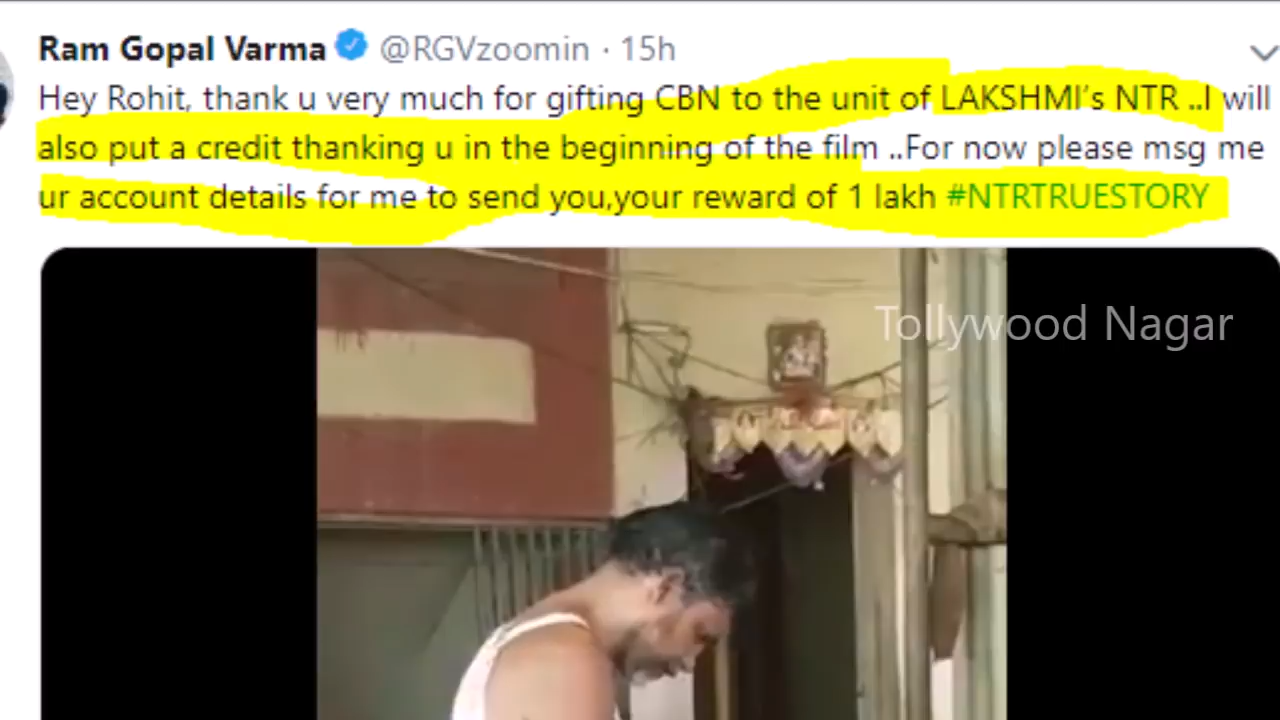 Ram Gopal Varma @RGVzoomin · 15h
Hey Rohit, thank u very much for gifting CBN to the unit of LAKSHMI's NTR ..I will
also put a credit thanking u in the beginning of the film ..For now please msg me
ur account details for me to send you,your reward of 1 lakh #NTRTRUESTORY
Tollywood Nagar